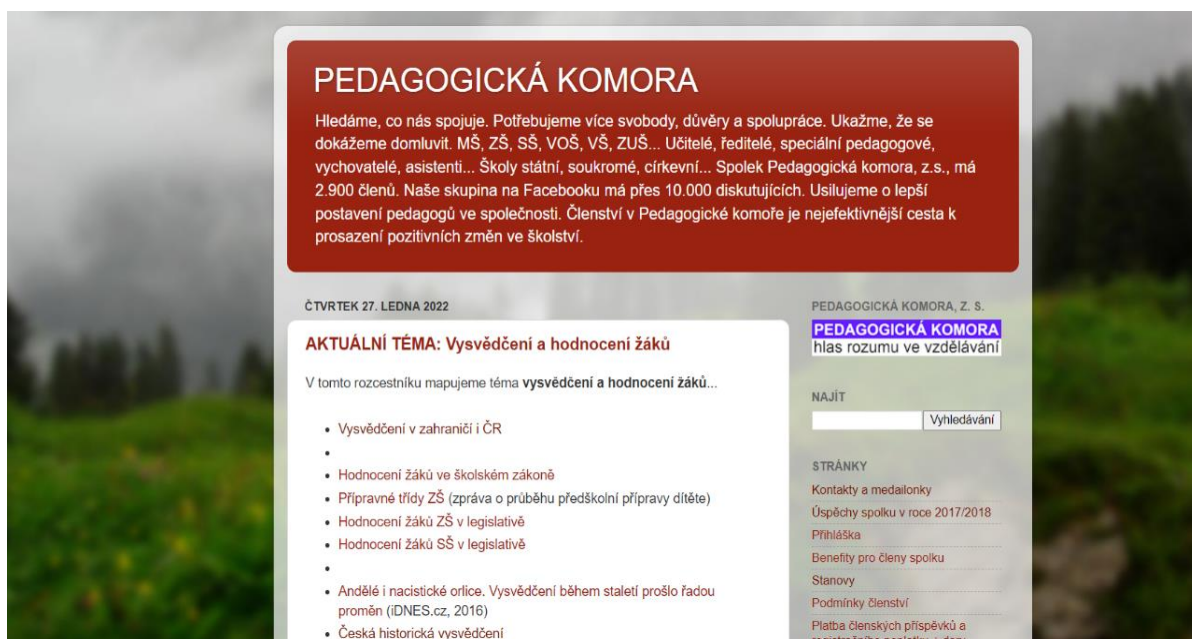 PEDAGOGICKÁ KOMORA
Hledáme, co nás spojuje. Potřebujeme více svobody, důvěry a spolupráce. Ukažme, že se
dokážeme domluvit. MŠ, ZŠ, SŠ, VOŠ, VŠ, ZUŠ... Učitelé, ředitelé, speciální pedagogové,
vychovatelé, asistenti... Školy státní, soukromé, církevní... Spolek Pedagogická komora, z.s., má
2.900 členů. Naše skupina na Facebooku má přes 10.000 diskutujících. Usilujeme o lepší
postavení pedagogů ve společnosti. Členství v Pedagogické komoře je nejefektivnější cesta k
prosazení pozitivních změn ve školství.
ČTVRTEK 27. LEDNA 2022
AKTUÁLNÍ TÉMA: Vysvědčení a hodnocení žáků
V tomto rozcestníku mapujeme téma vysvědčení a hodnocení žáků...
• Vysvědčení v zahraničí i ČR
•
• Hodnocení žáků ve školském zákoně
• Přípravné třídy ZŠ (zpráva o průběhu předškolní přípravy dítěte)
• Hodnocení žáků ZŠ v legislativě
• Hodnocení žáků SŠ v legislativě
•
• Andělé i nacistické orlice. Vysvědčení během staletí prošlo řadou
proměn (iDNES.cz, 2016)
• Česká historická vysvědčení
PEDAGOGICKÁ KOMORA, Z. S.
PEDAGOGICKÁ KOMORA
hlas rozumu ve vzdělávání
NAJÍT
Vyhledávání
STRÁNKY
Kontakty a medailonky
Úspěchy spolku v roce 2017/2018
Přihláška
Benefity pro členy spolku
Stanovy
Podmínky členství
Platba členských příspěvků a